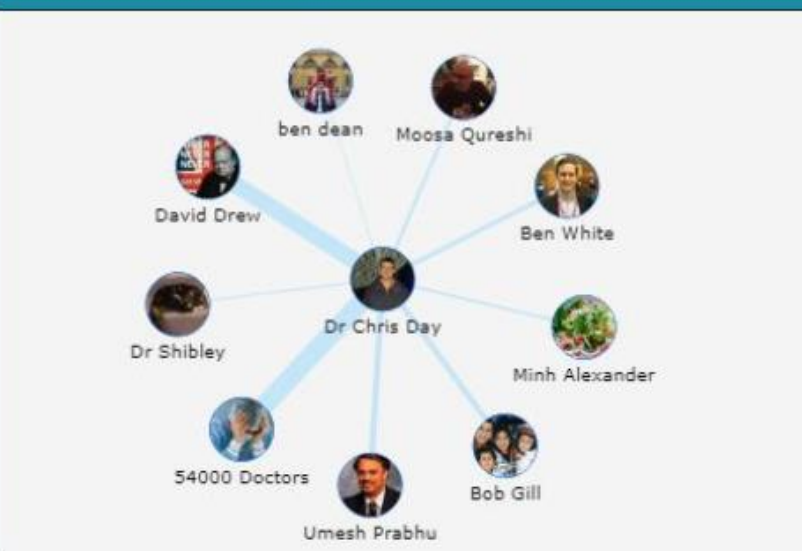 ben dean
Moosa Qureshi
David Drew
NEVER
Ben White
Dr Chris Day
Dr Shibley
Minh Alexander
54000 Doctors
Bob Gill
Umesh Prabhu